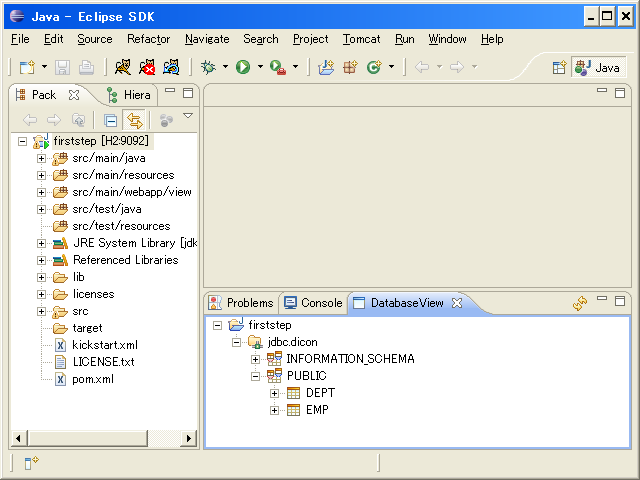 Java - Eclipse SDK
File Edit Source Refactor Navigate Search Project Tomcat Run Window Help
Java
Pack Hiera
firststep [H2:9092]
src/main/java
src/main/resources
src/main/webapp/view
src/test/java
src/test/resources
JRE System Library [jdk
Referenced Libraries
lib
licenses
src
target
kickstart.xml
LICENSE.txt
pom.xml
Problems Console DatabaseView
firststep
jdbc.dicon
INFORMATION_SCHEMA
PUBLIC
DEPT
EMP